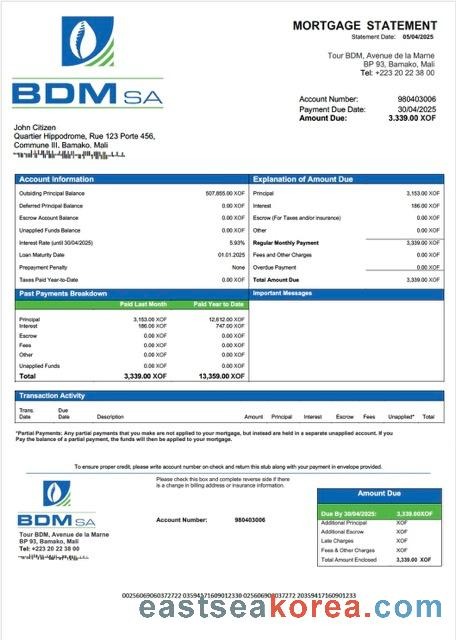 MORTGAGE STATEMENT
Statement Date: 05/04/2025
Tour BDM, Avenue de la Marne
BP 93, Bamako, Mali
Tel: +223 20 22 38 00
BDM SA
Account Number: 980403006
Payment Due Date: 30/04/2025
Amount Due: 3.339.00 XOF
John Citizen
Quartier Hippodrome, Rue 123 Porte 456,
Commune III. Bamako. Mali
Account Information
Outsiding Principal Balance 507,855.00 XOF
Deferred Principal Balance 0.00 XOF
Escrow Account Balance 0.00 XOF
Unapplied Funds Balance 0.00 XOF
Interest Rate (until 30/04/2025) 5.93%
Loan Maturity Date 01.01.2025
Prepayment Penalty None
Taxes Paid Year-to-Date 0.00 XOF
Explanation of Amount Due
Principal 3,153.00 XOF
Interest 186.00 XOF
Escrow (For Taxes and/or insurance) 0.00 XOF
Other 0.00 XOF
Regular Monthly Payment 3,339.00 XOF
Fees and Other Charges 0.00 XOF
Overdue Payment 0.00 XOF
Total Amount Due 3,339.00 XOF
Past Payments Breakdown
Paid Last Month Paid Year to Date
Principal 3,153.00 XOF 12,612.00 XOF
Interest 186.00 XOF 747.00 XOF
Escrow 0.00 XOF 0.00 XOF
Fees 0.00 XOF 0.00 XOF
Other 0.00 XOF 0.00 XOF
Unapplied Funds 0.00 XOF 0.00 XOF
Total 3,339.00 XOF 13,359.00 XOF
Important Messages
Transaction Activity
Trans. Date Due Date Description Amount Principal Interest Escrow Fees Unapplied* Total
*Partial Payments: Any partial payments that you make are not applied to your mortgage, but instead are held in a separate unapplied account. If you
Pay the balance of a partial payment, the funds will then be applied to your mortgage.
To ensure proper credit, please write account number on check and return this stub along with your payment in envelope provided.
Please check this box and complete reverse side if there
is a change in billing address or insurance information.
BDM SA
Account Number: 980403006
Tour BDM, Avenue de la Marne
BP 93, Bamako, Mali
Tel: +223 20 22 38 00
Amount Due
Due By 30/04/2025: 3,339.00XOF
Additional Principal XOF
Additional Escrow XOF
Late Charges XOF
Fees & Other Charges XOF
Total Amount Enclosed 3,339.00 XOF
eastseakorea.com